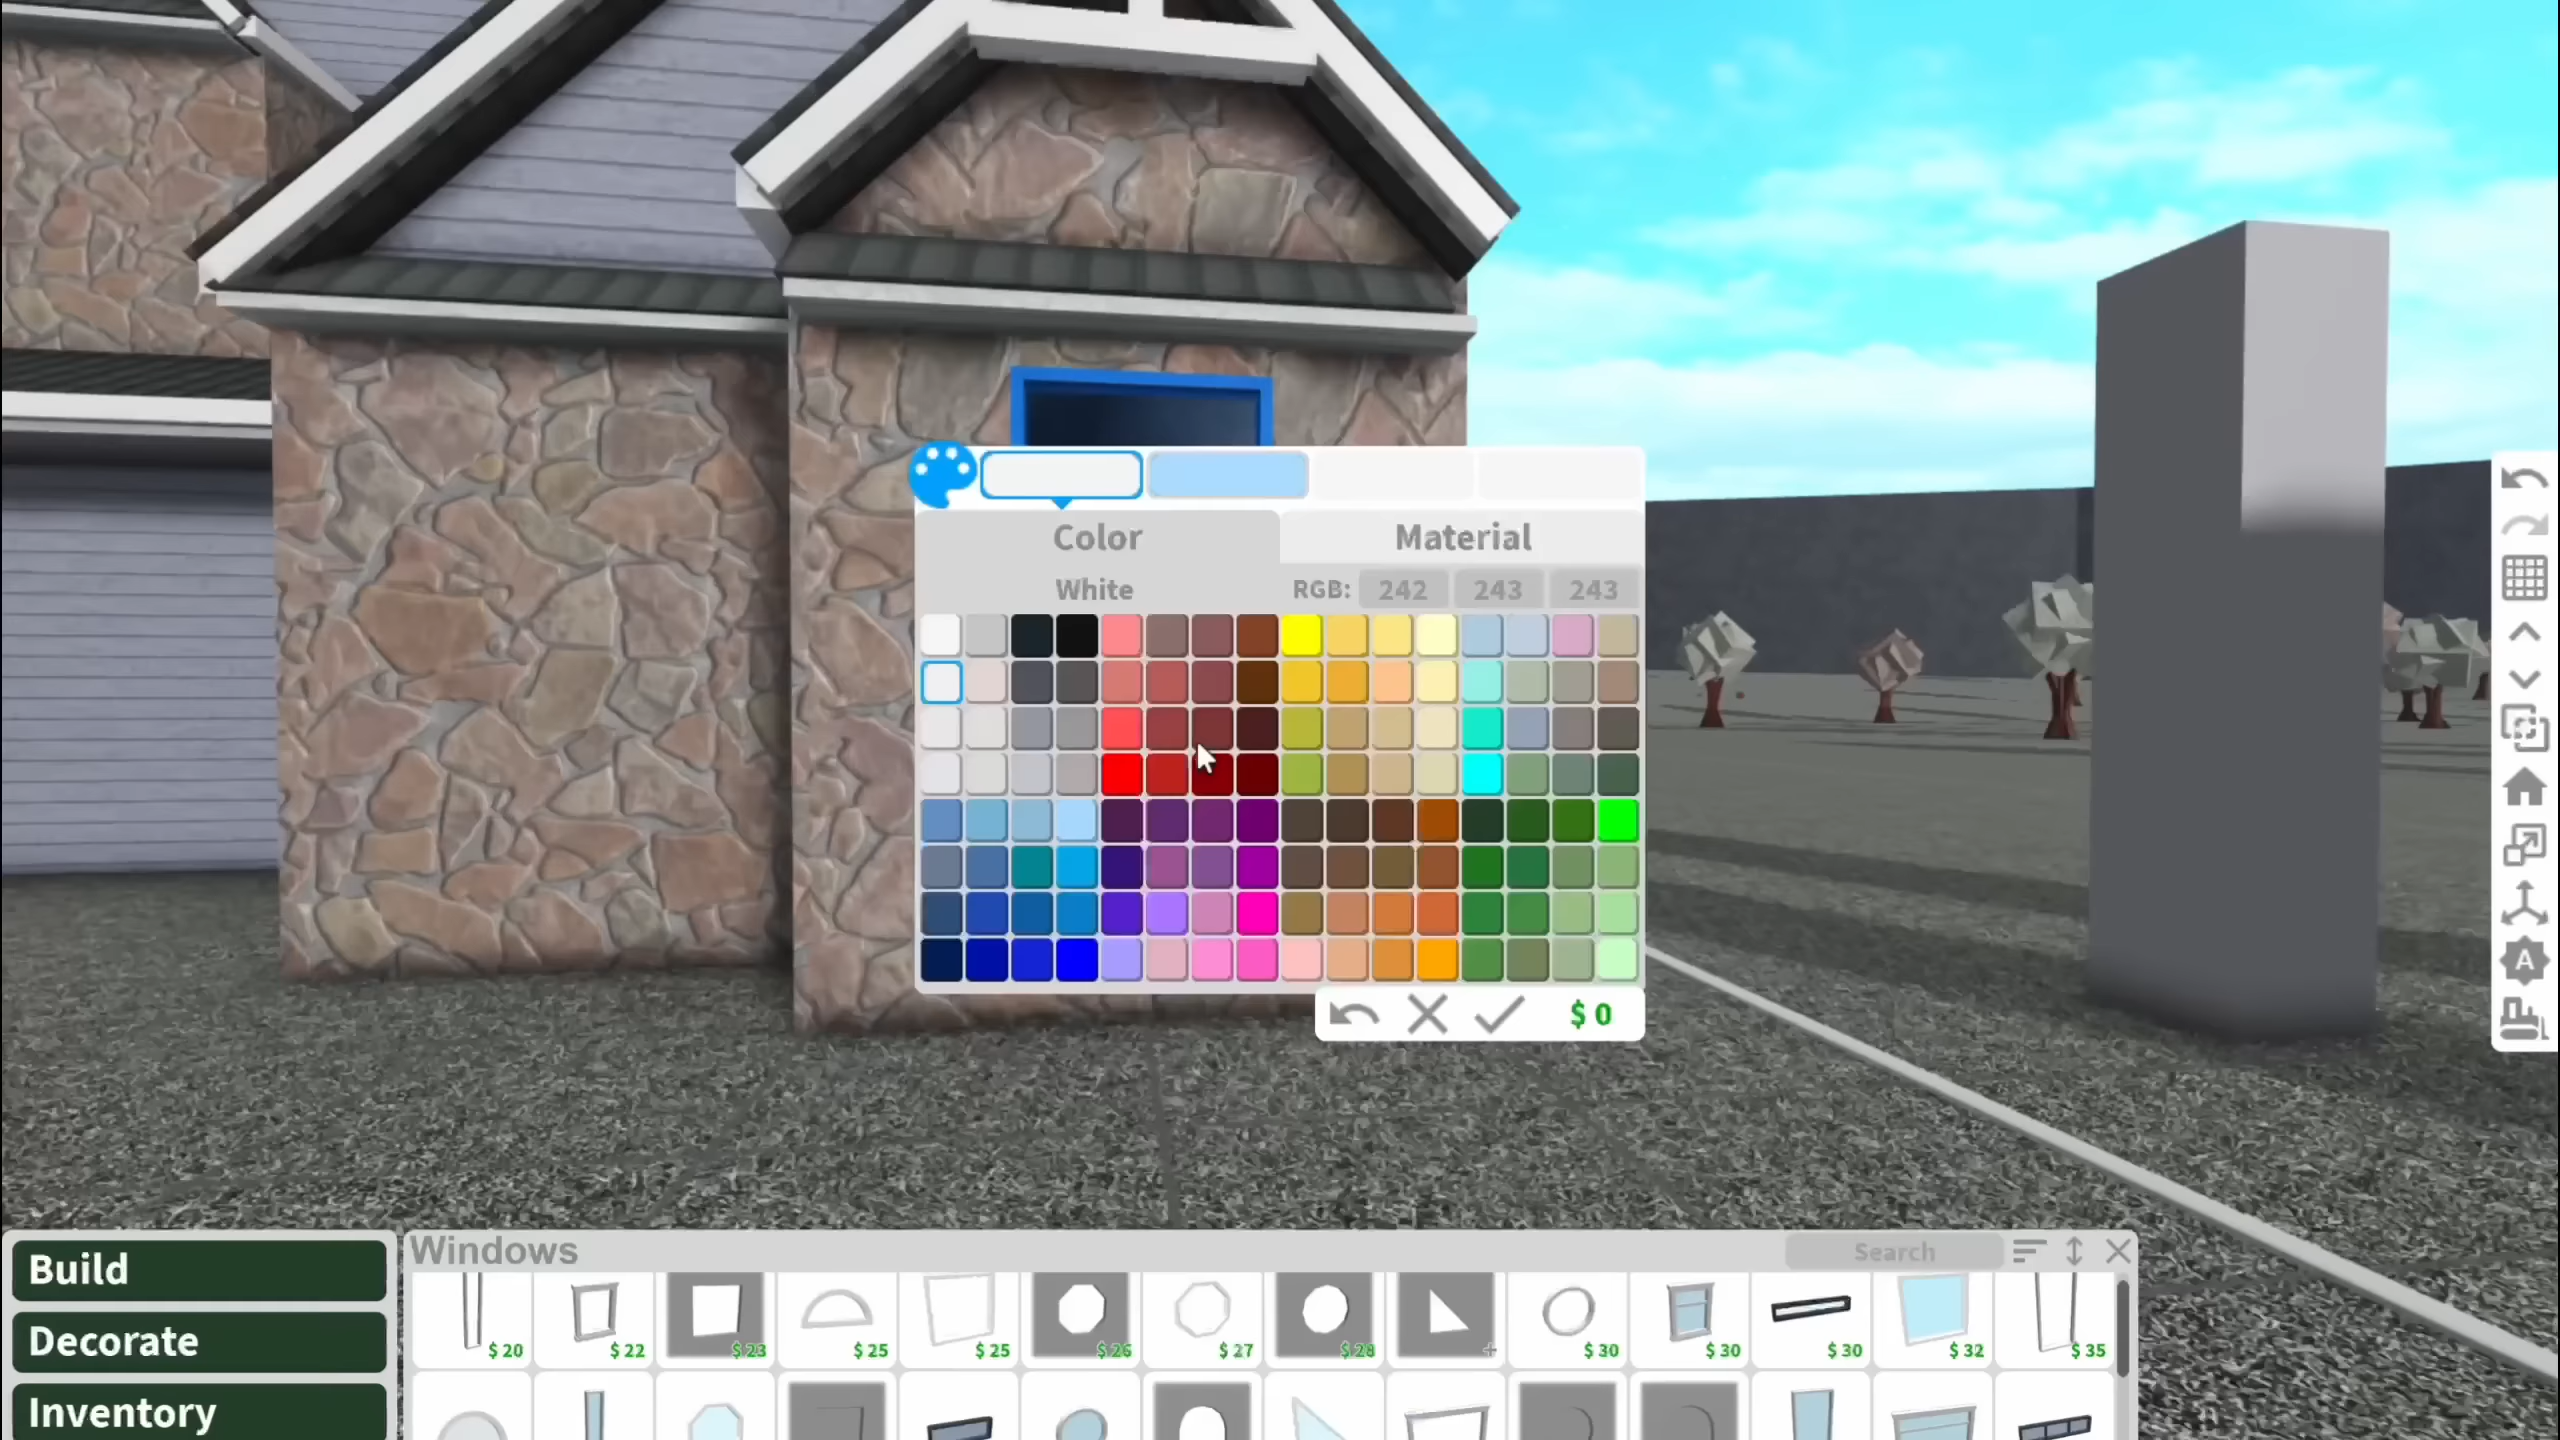 Color
Material
White
RGB: 242 243 243
$ 0
Build
Decorate
Inventory
Windows
Search
$ 20
$ 22
$ 23
$ 25
$ 25
$ 26
$ 27
$ 28
$ 30
$ 30
$ 30
$ 32
$ 35
A